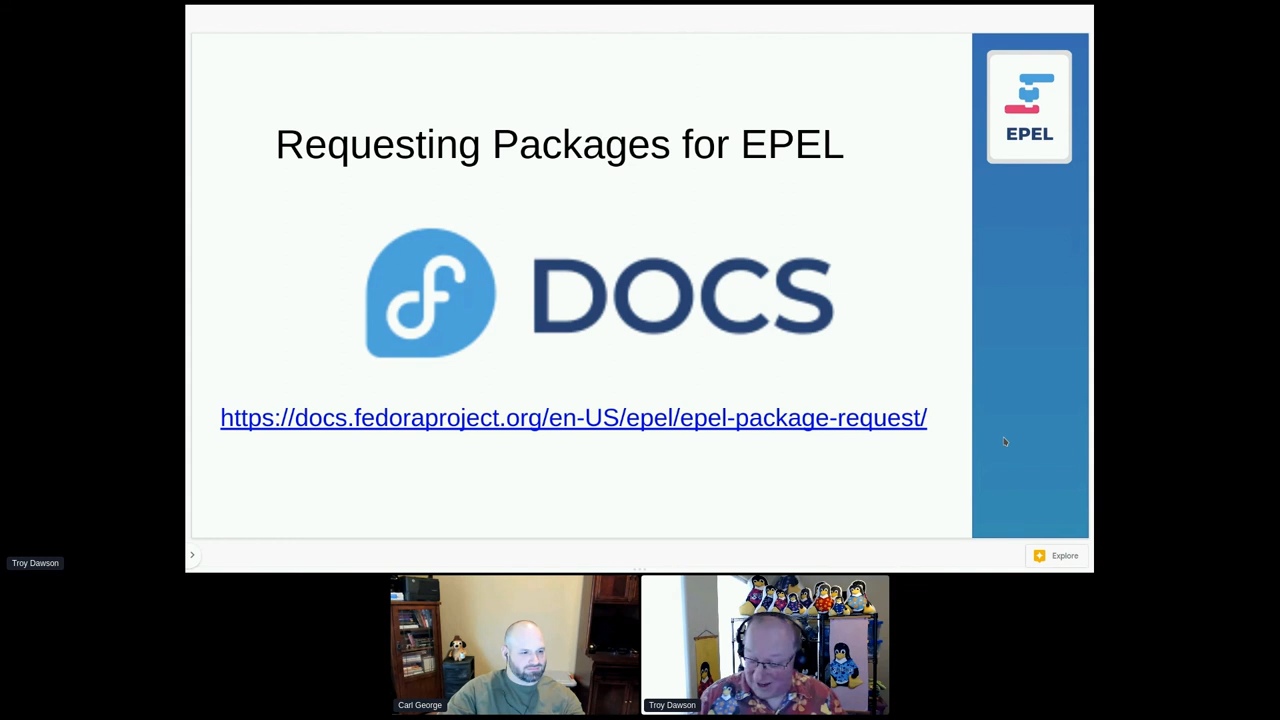 EPEL
Requesting Packages for EPEL
DOCS
https://docs.fedoraproject.org/en-US/epel/epel-package-request/
Explore
Troy Dawson
Carl George
Troy Dawson